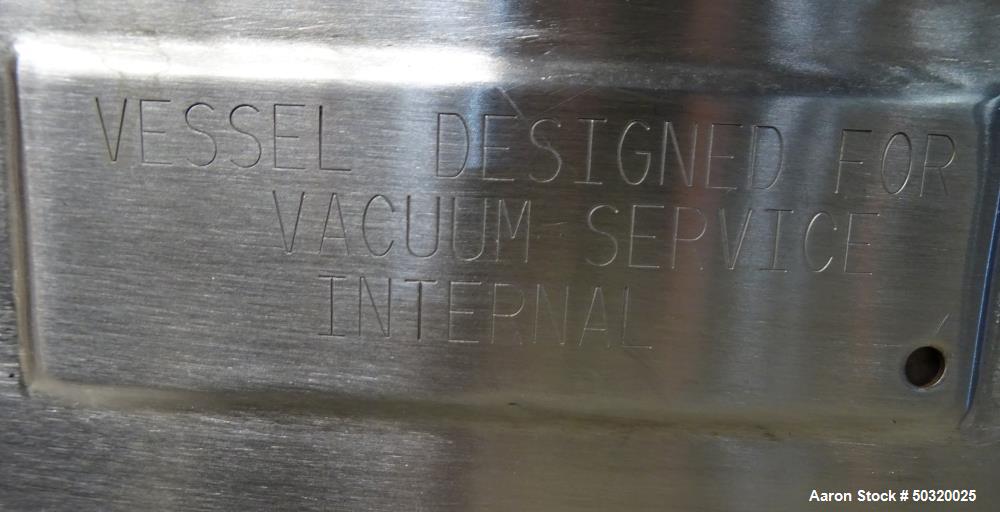 VESSEL DESIGNED FOR
VACUUM SERVICE
INTERNAL
Aaron Stock # 50320025